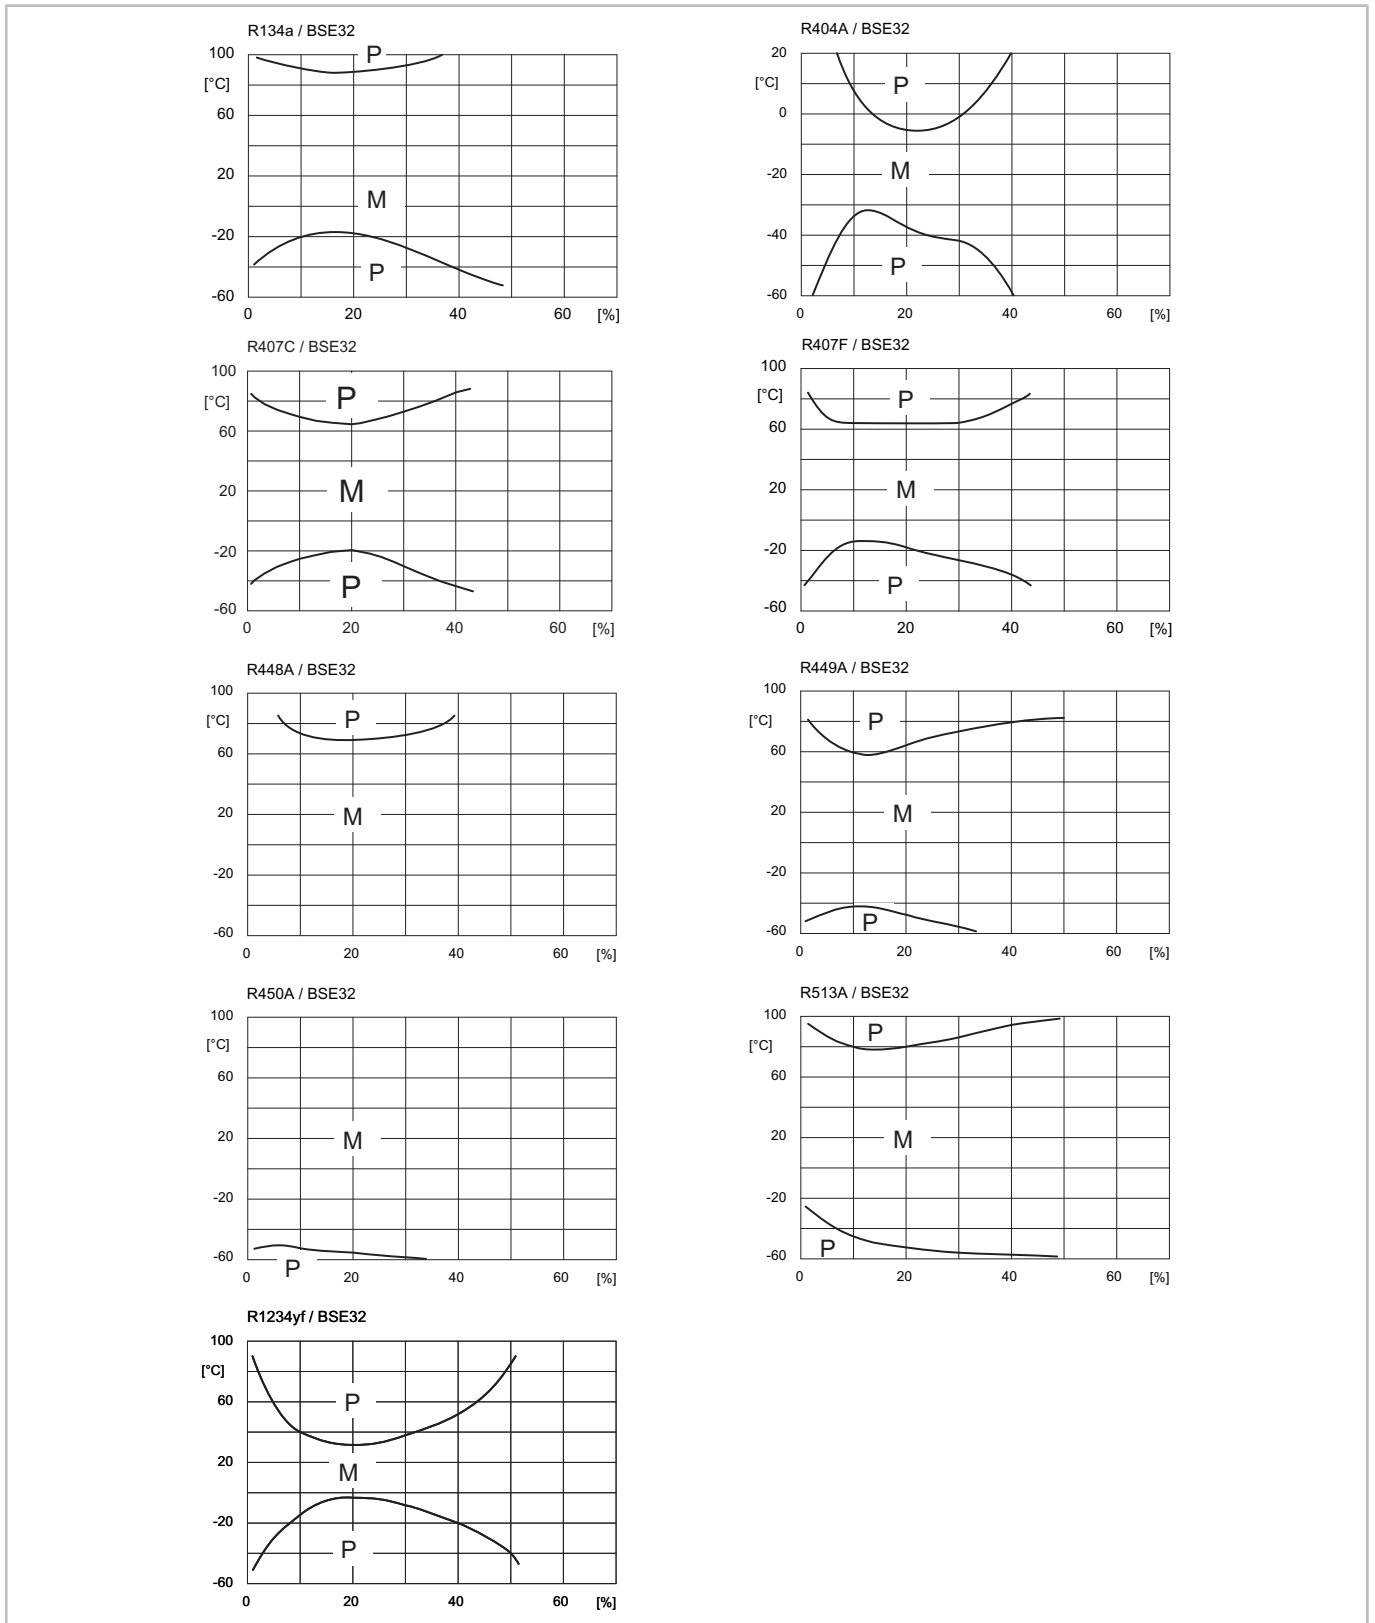 R134a / BSE32
100
[°C]
60
20
-20
-60
P
M
P
0 20 40 60 [%]
R404A / BSE32
20
[°C]
0
-20
-40
-60
P
M
P
0 20 40 60 [%]
R407C / BSE32
100
[°C]
60
20
-20
-60
P
M
P
0 20 40 60 [%]
R407F / BSE32
100
[°C]
60
20
-20
-60
P
M
P
0 20 40 60 [%]
R448A / BSE32
100
[°C]
60
20
-20
-60
P
M
0 20 40 60 [%]
R449A / BSE32
100
[°C]
60
20
-20
-60
P
M
P
0 20 40 60 [%]
R450A / BSE32
100
[°C]
60
20
-20
-60
M
P
0 20 40 60 [%]
R513A / BSE32
100
[°C]
60
20
-20
-60
P
M
P
0 20 40 60 [%]
R1234yf / BSE32
100
[°C]
60
20
-20
-60
P
M
P
0 20 40 60 [%]